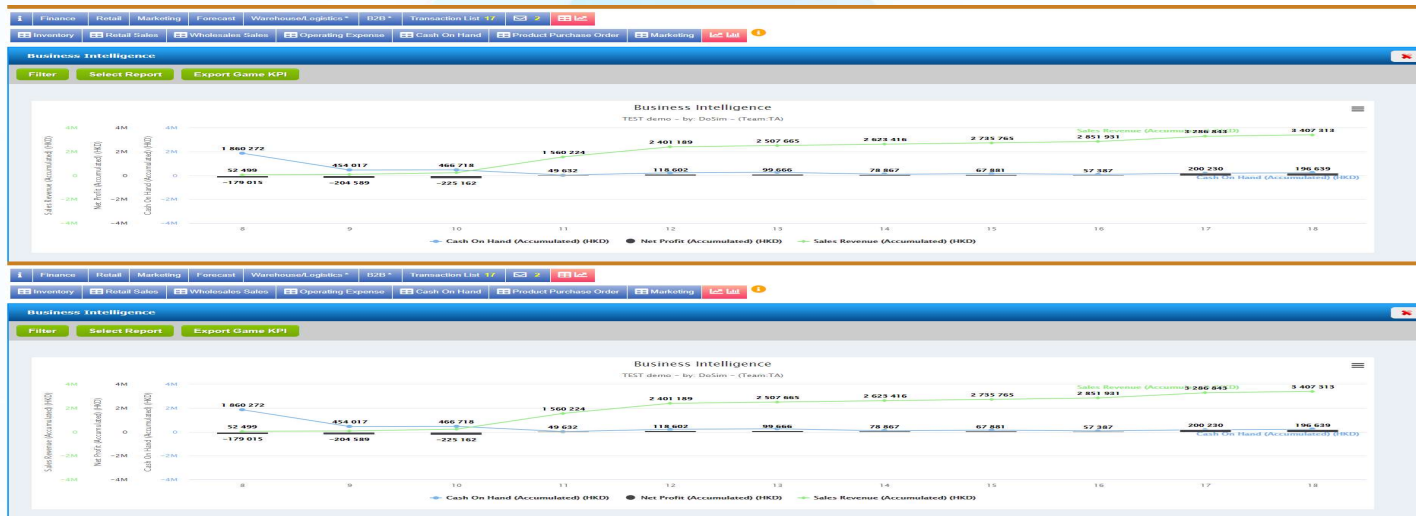 i Finance Retail Marketing Forecast Warehouse/Logistics * B2B * Transaction List 17 2
Inventory Retail Sales Wholesales Sales Operating Expense Cash On Hand Product Purchase Order Marketing i
Business Intelligence
Filter Select Report Export Game KPI
Business Intelligence
TEST demo - by: DoSim - (Team:TA)
Sales Revenue (Accumulated) (HKD)
4M
2M
0
-2M
-4M
Net Profit (Accumulated) (HKD)
4M
2M
0
-2M
-4M
Cash On Hand (Accumulated) (HKD)
4M
2M
0
-2M
-4M
1 860 272 454 017 466 718 1 560 224 2 401 189 2 507 665 2 623 416 2 735 765 2 851 931 3 286 843 3 407 313
Sales Revenue (Accumulated) (HKD)
52 499 49 632 118 602 99 666 78 867 67 881 57 387 200 230 196 639
Cash On Hand (Accumulated) (HKD)
-179 015 -204 589 -225 162
8 9 10 11 12 13 14 15 16 17 18
Cash On Hand (Accumulated) (HKD) Net Profit (Accumulated) (HKD) Sales Revenue (Accumulated) (HKD)
i Finance Retail Marketing Forecast Warehouse/Logistics * B2B * Transaction List 17 2
Inventory Retail Sales Wholesales Sales Operating Expense Cash On Hand Product Purchase Order Marketing i
Business Intelligence
Filter Select Report Export Game KPI
Business Intelligence
TEST demo - by: DoSim - (Team:TA)
Sales Revenue (Accumulated) (HKD)
4M
2M
0
-2M
-4M
Net Profit (Accumulated) (HKD)
4M
2M
0
-2M
-4M
Cash On Hand (Accumulated) (HKD)
4M
2M
0
-2M
-4M
1 860 272 454 017 466 718 1 560 224 2 401 189 2 507 665 2 623 416 2 735 765 2 851 931 3 286 843 3 407 313
Sales Revenue (Accumulated) (HKD)
52 499 49 632 118 602 99 666 78 867 67 881 57 387 200 230 196 639
Cash On Hand (Accumulated) (HKD)
-179 015 -204 589 -225 162
8 9 10 11 12 13 14 15 16 17 18
Cash On Hand (Accumulated) (HKD) Net Profit (Accumulated) (HKD) Sales Revenue (Accumulated) (HKD)